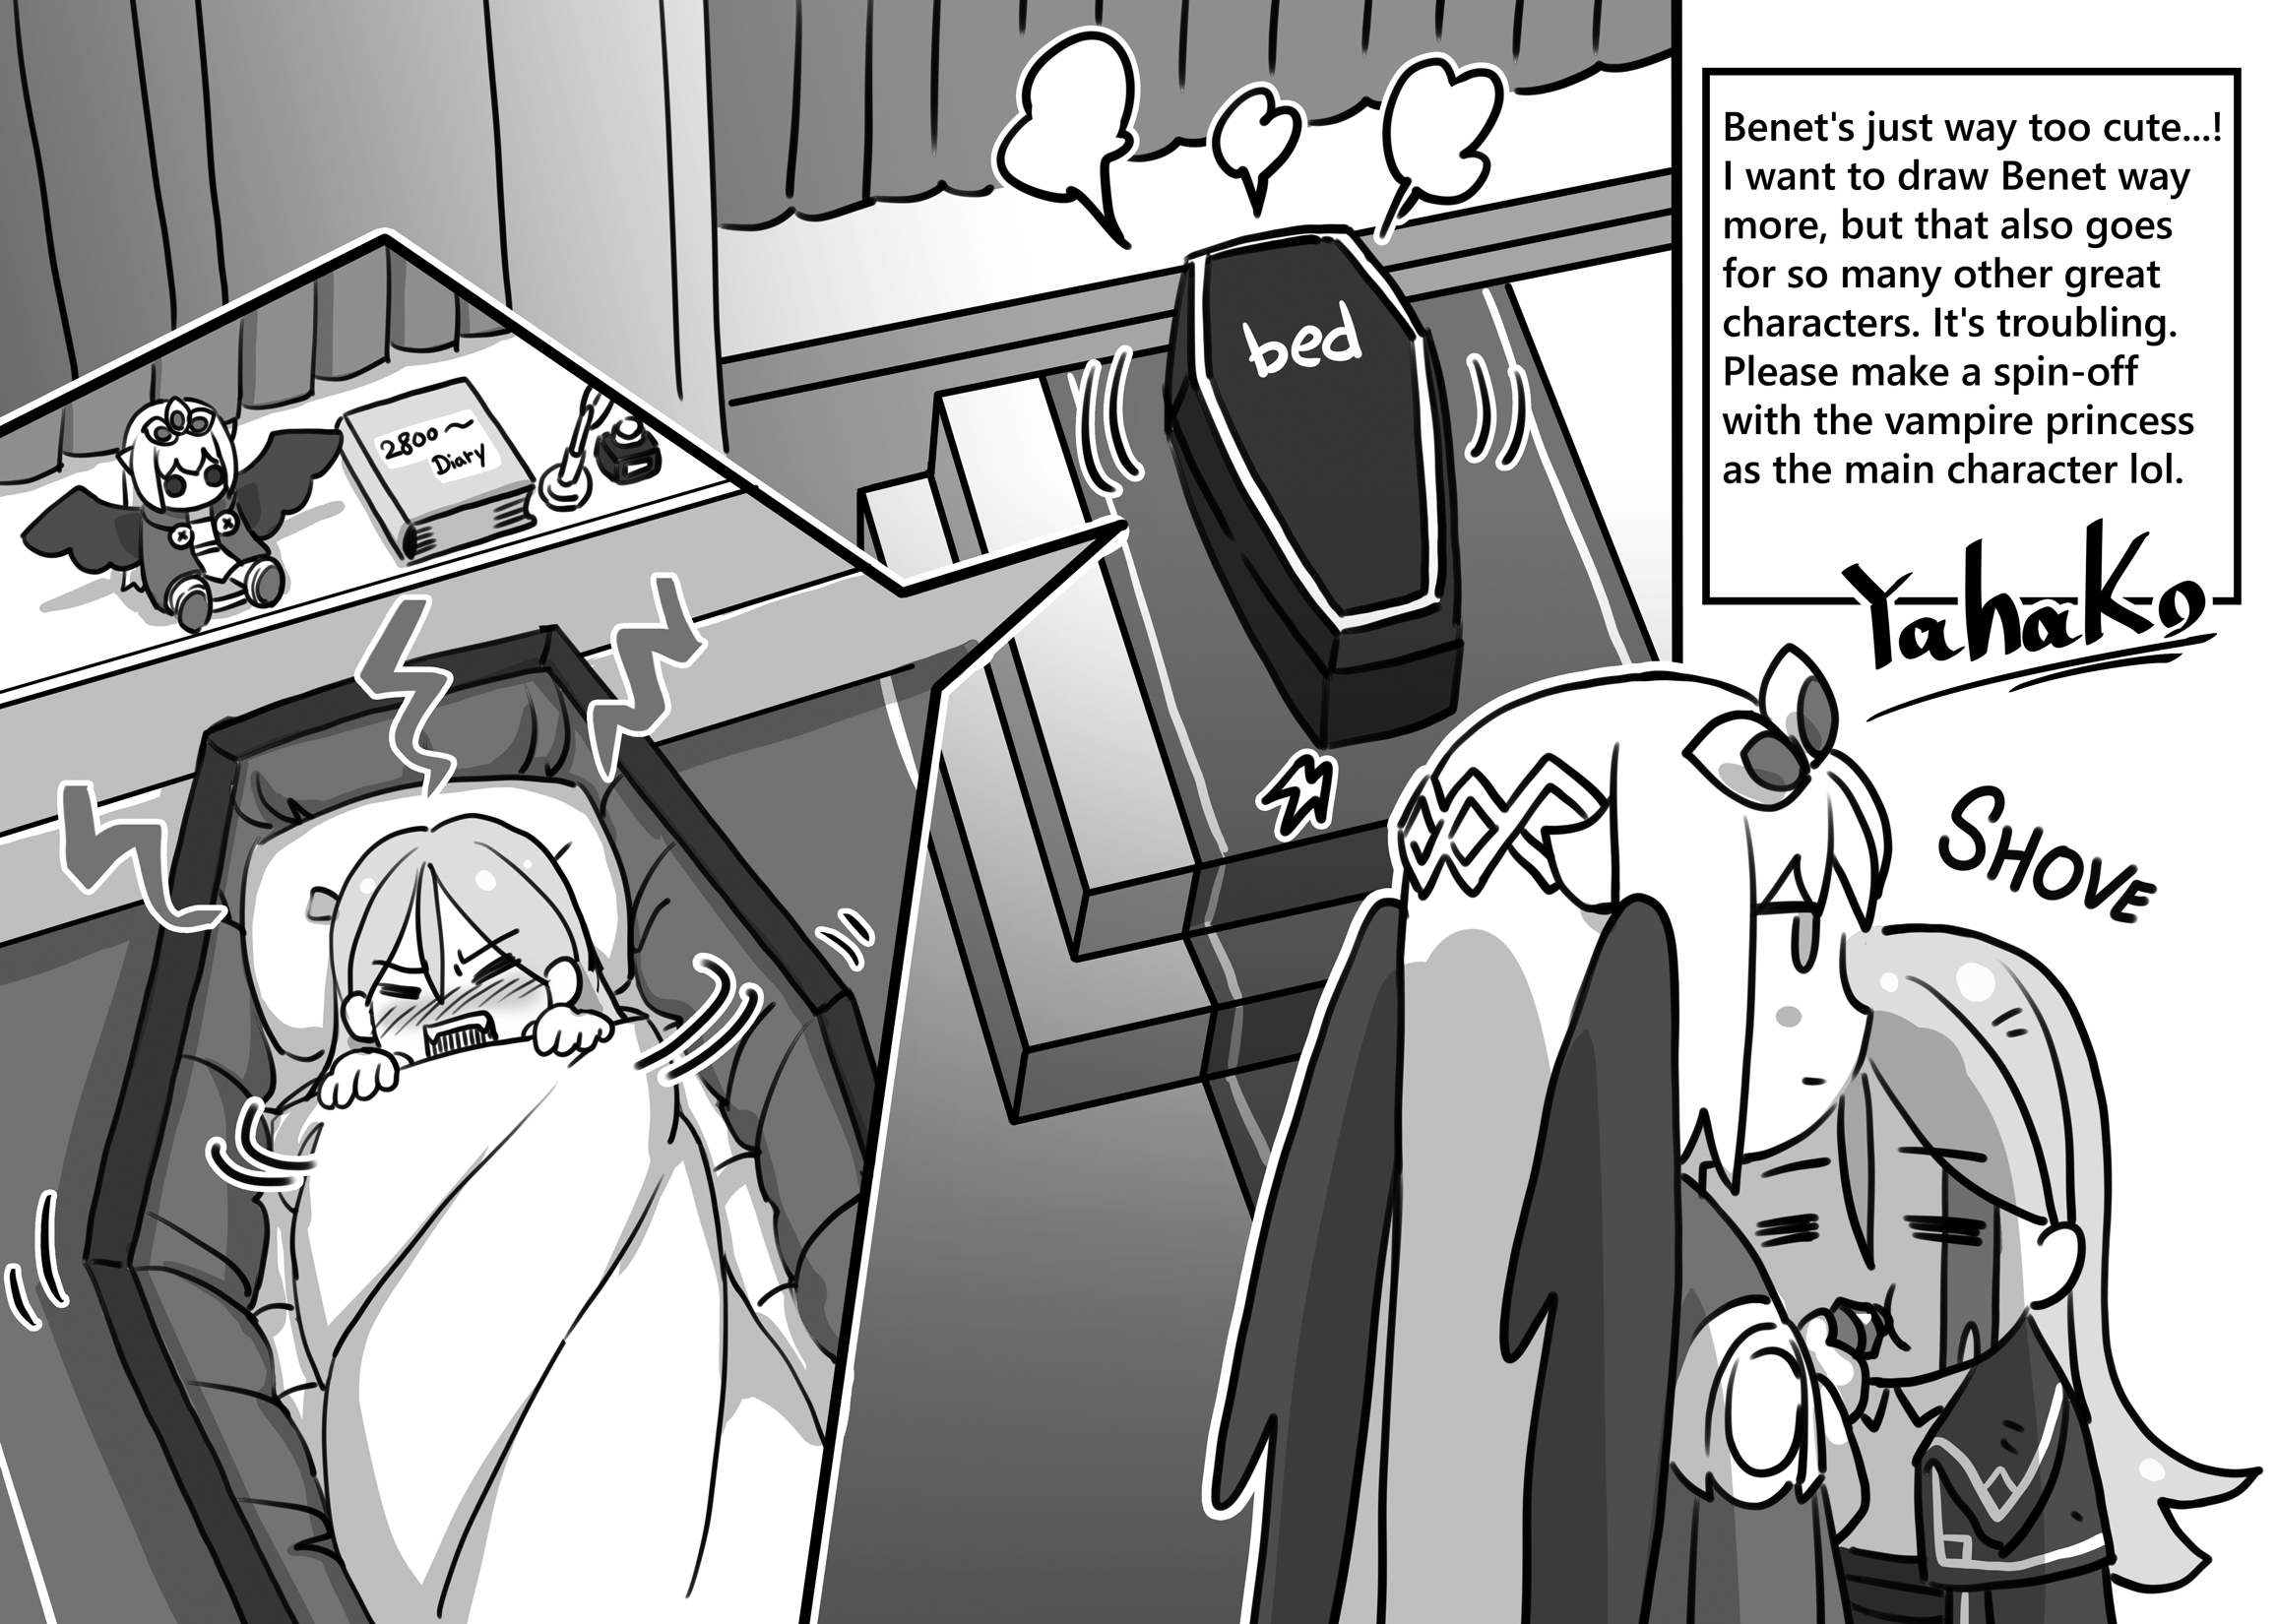 Benet's just way too cute...!
I want to draw Benet way
more, but that also goes
for so many other great
characters. It's troubling.
Please make a spin-off
with the vampire princess
as the main character lol.
Yahako
bed
2800~
Diary
SHOVE